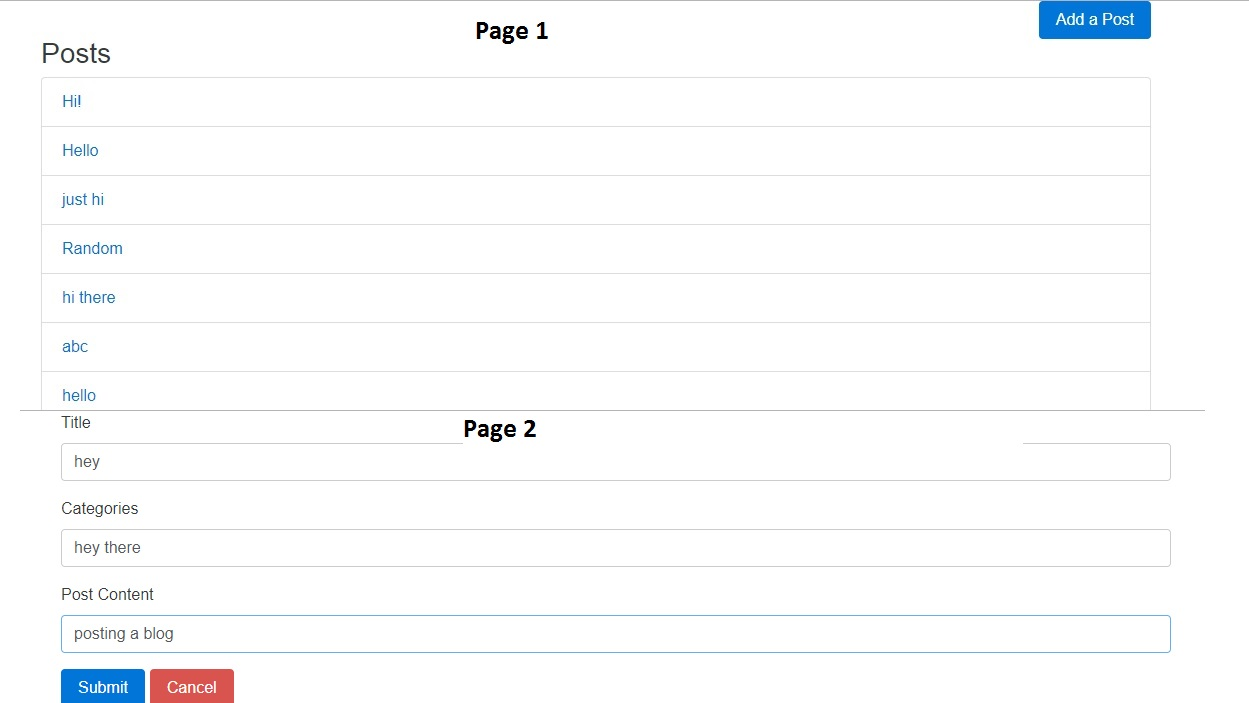 Page 1
Add a Post
Posts
Hi!
Hello
just hi
Random
hi there
abc
hello
Title
Page 2
hey
Categories
hey there
Post Content
posting a blog
Submit Cancel